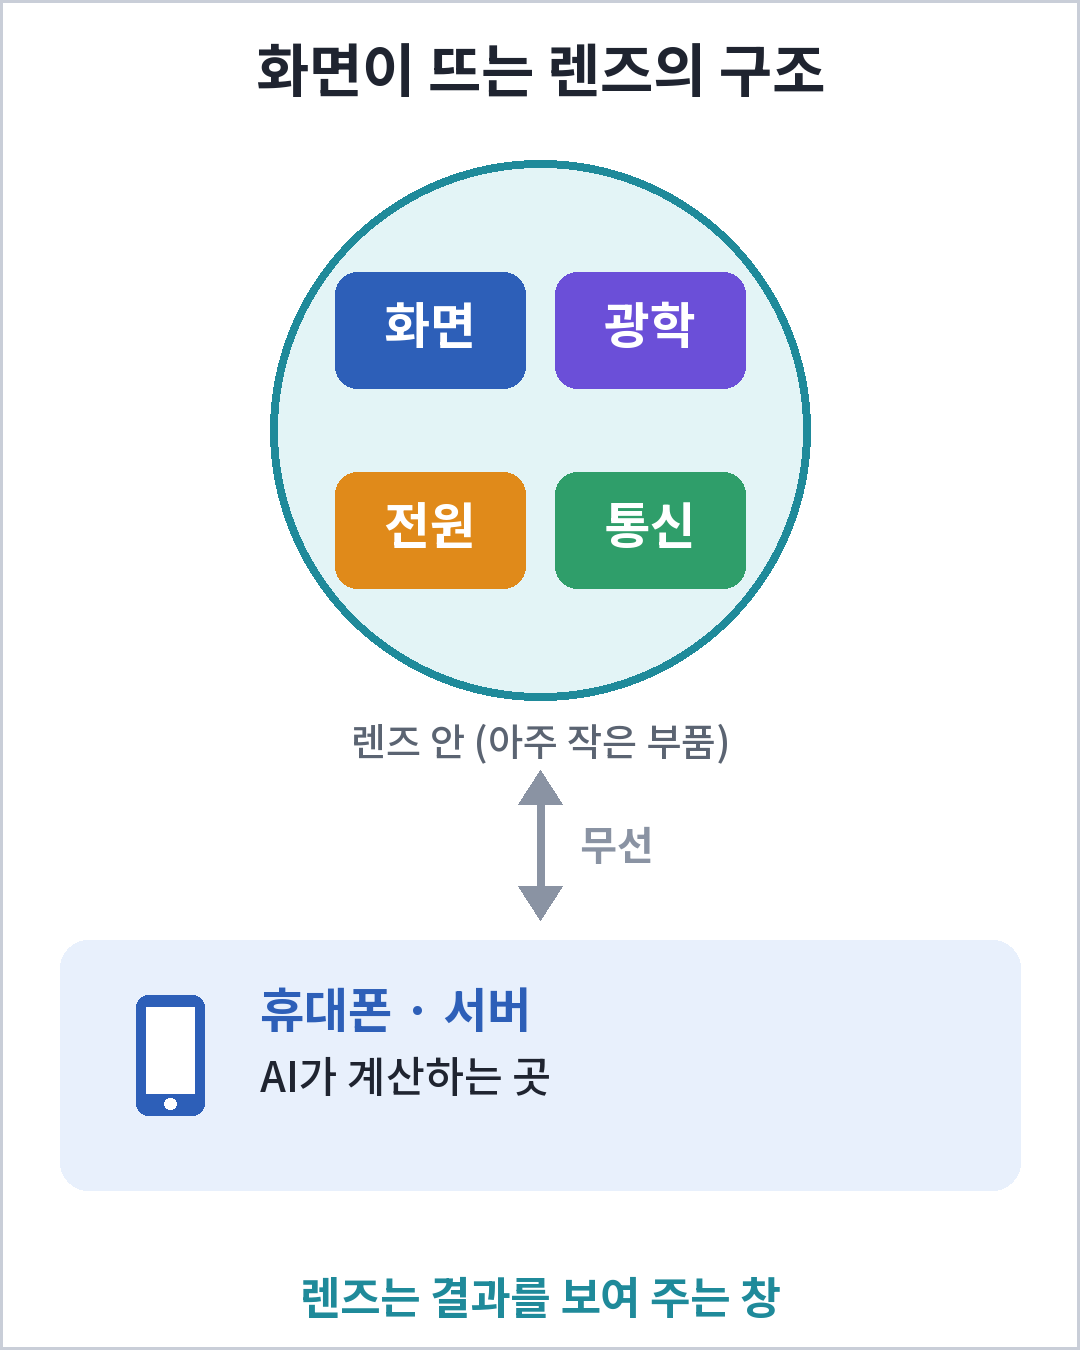 화면이 뜨는 렌즈의 구조
화면
광학
전원
통신
렌즈 안 (아주 작은 부품)
무선
휴대폰 · 서버
AI가 계산하는 곳
렌즈는 결과를 보여 주는 창